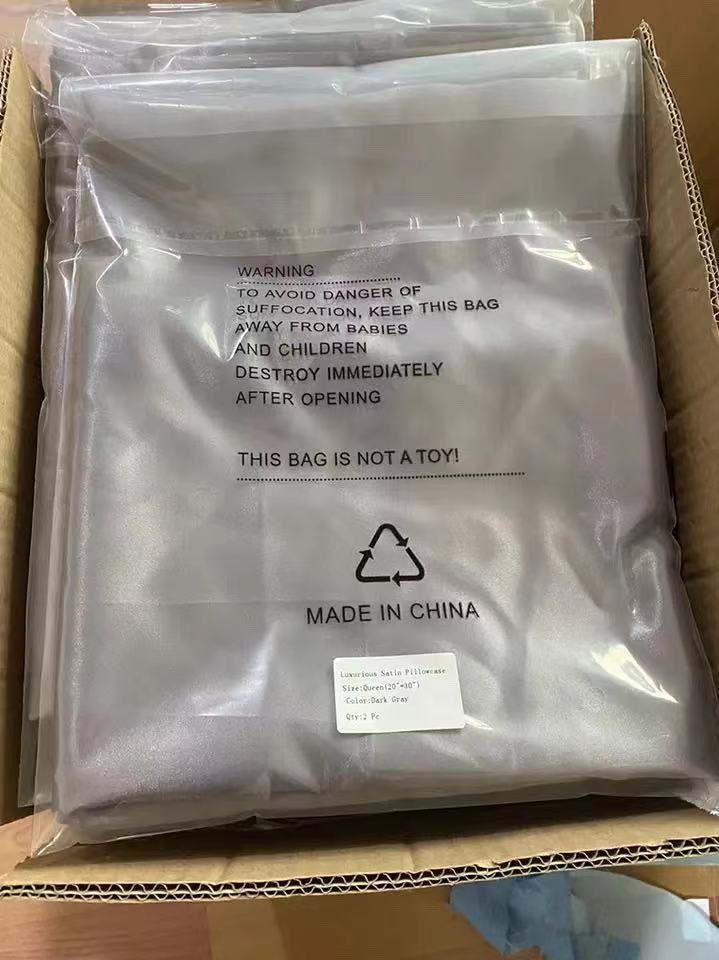 WARNING
TO AVOID DANGER OF
SUFFOCATION, KEEP THIS BAG
AWAY FROM BABIES
AND CHILDREN
DESTROY IMMEDIATELY
AFTER OPENING
THIS BAG IS NOT A TOY!
MADE IN CHINA
Luxurious Satin Pillowcase
Size:Queen(20"*30")
Color:Dark Gray
Qty:2 Pc